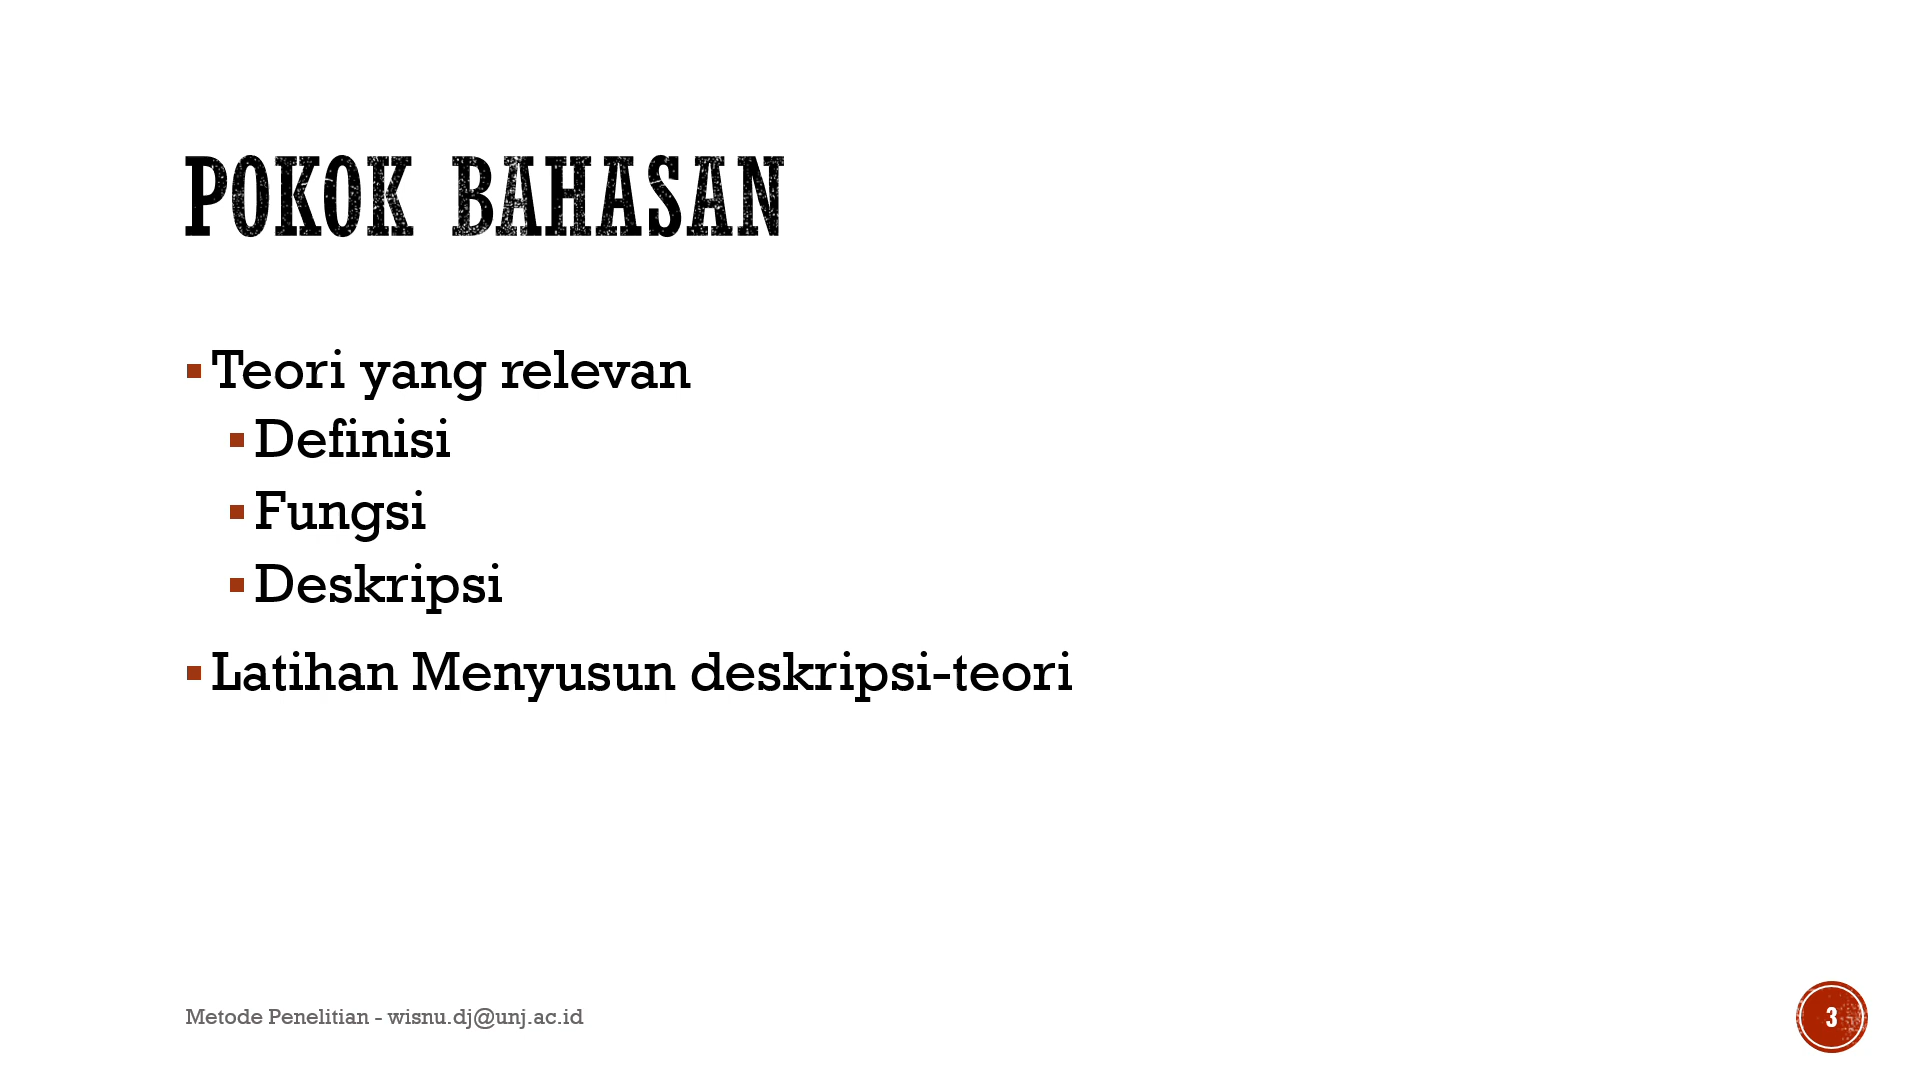 POKOK BAHASAN
Teori yang relevan
Definisi
Fungsi
Deskripsi
Latihan Menyusun deskripsi-teori
Metode Penelitian - wisnu.dj@unj.ac.id
3